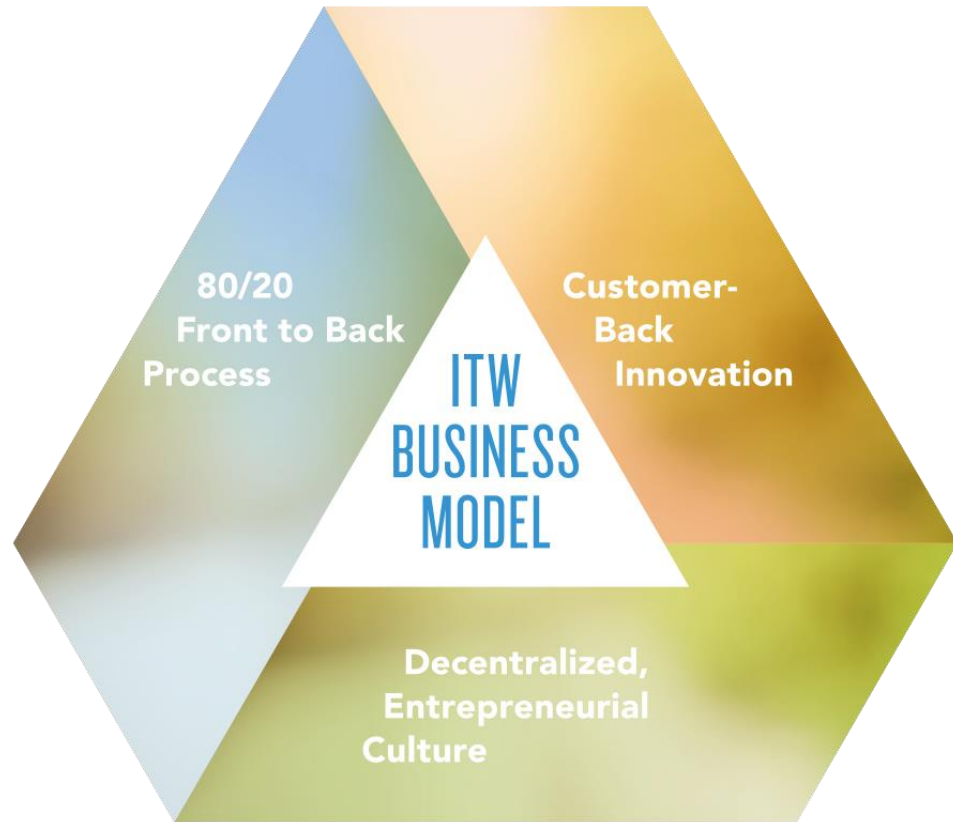 80/20
Front to Back
Process
Customer-
Back
Innovation
ITW
BUSINESS
MODEL
Decentralized,
Entrepreneurial
Culture